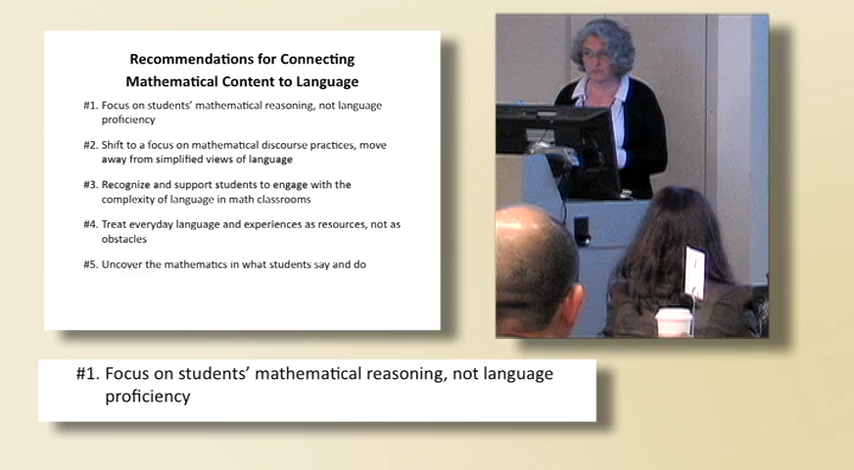 Recommendations for Connecting
Mathematical Content to Language
#1. Focus on students’ mathematical reasoning, not language
proficiency
#2. Shift to a focus on mathematical discourse practices, move
away from simplified views of language
#3. Recognize and support students to engage with the
complexity of language in math classrooms
#4. Treat everyday language and experiences as resources, not as
obstacles
#5. Uncover the mathematics in what students say and do
#1. Focus on students’ mathematical reasoning, not language
proficiency